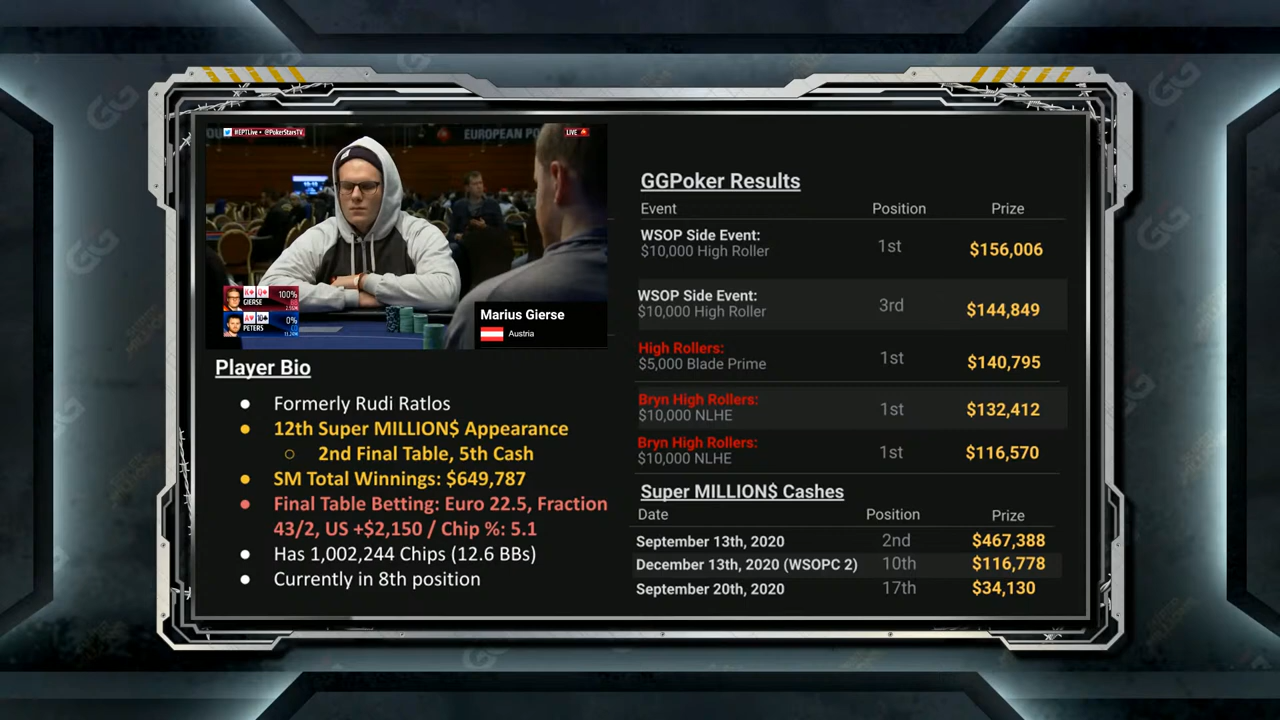 #EPTLive • @PokerStarsTV
EUROPEAN PO
LIVE
K Q 100%
GIERSE
A 10 0%
PETERS
Marius Gierse
Austria
Player Bio
● Formerly Rudi Ratlos
● 12th Super MILLION$ Appearance
○ 2nd Final Table, 5th Cash
● SM Total Winnings: $649,787
● Final Table Betting: Euro 22.5, Fraction
43/2, US +$2,150 / Chip %: 5.1
● Has 1,002,244 Chips (12.6 BBs)
● Currently in 8th position
GGPoker Results
Event Position Prize
WSOP Side Event:
$10,000 High Roller 1st $156,006
WSOP Side Event:
$10,000 High Roller 3rd $144,849
High Rollers:
$5,000 Blade Prime 1st $140,795
Bryn High Rollers:
$10,000 NLHE 1st $132,412
Bryn High Rollers:
$10,000 NLHE 1st $116,570
Super MILLION$ Cashes
Date Position Prize
September 13th, 2020 2nd $467,388
December 13th, 2020 (WSOPC 2) 10th $116,778
September 20th, 2020 17th $34,130